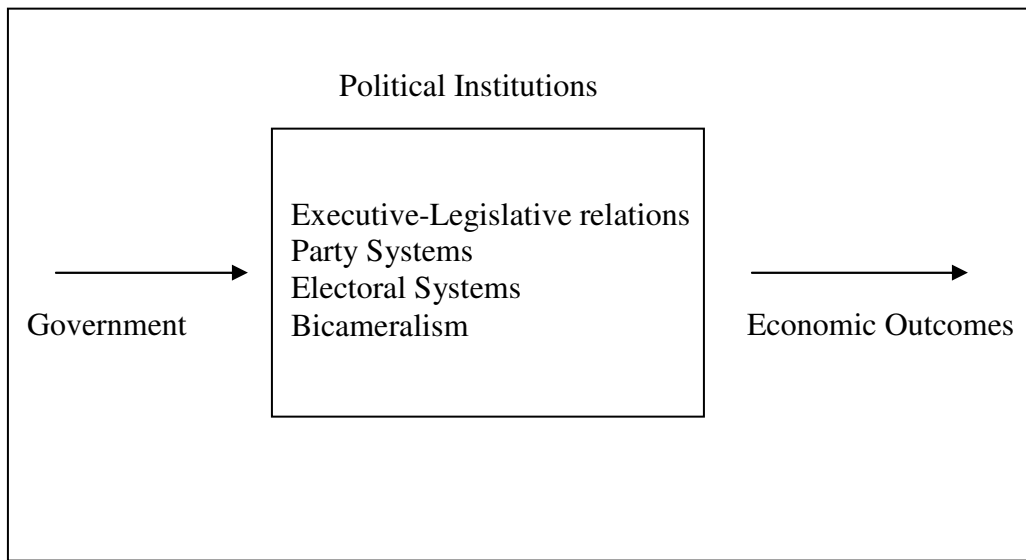 Political Institutions
Executive-Legislative relations
Party Systems
Electoral Systems
Bicameralism
Government
Economic Outcomes